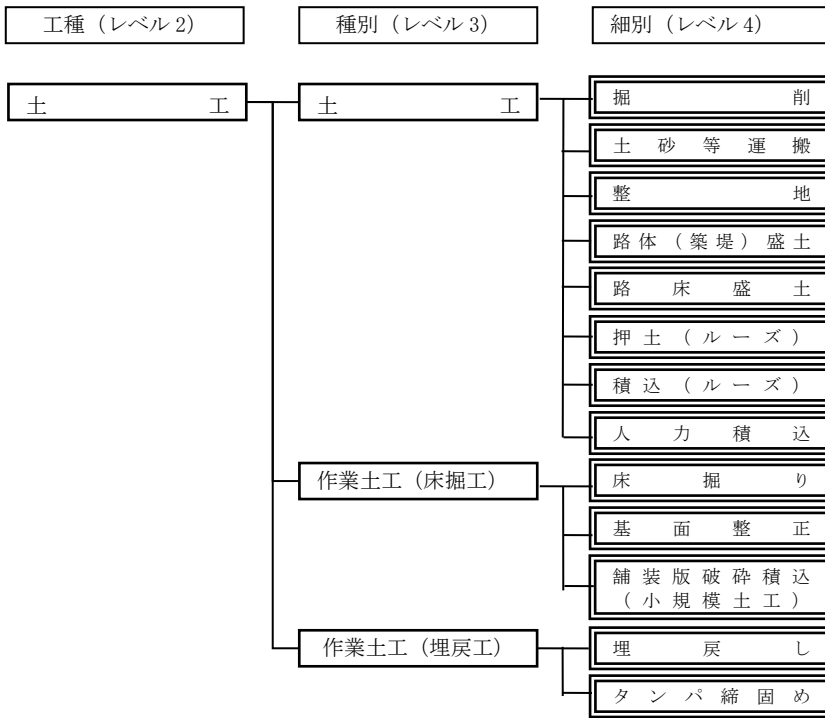 工種（レベル2） 種別（レベル3） 細別（レベル4）
土工 土工 掘削
土砂等運搬
整地
路体（築堤）盛土
路床盛土
押土（ルーズ）
積込（ルーズ）
人力積込
作業土工（床掘工） 床掘り
基面整正
舗装版破砕積込
（小規模土工）
作業土工（埋戻工） 埋戻し
タンパ締固め